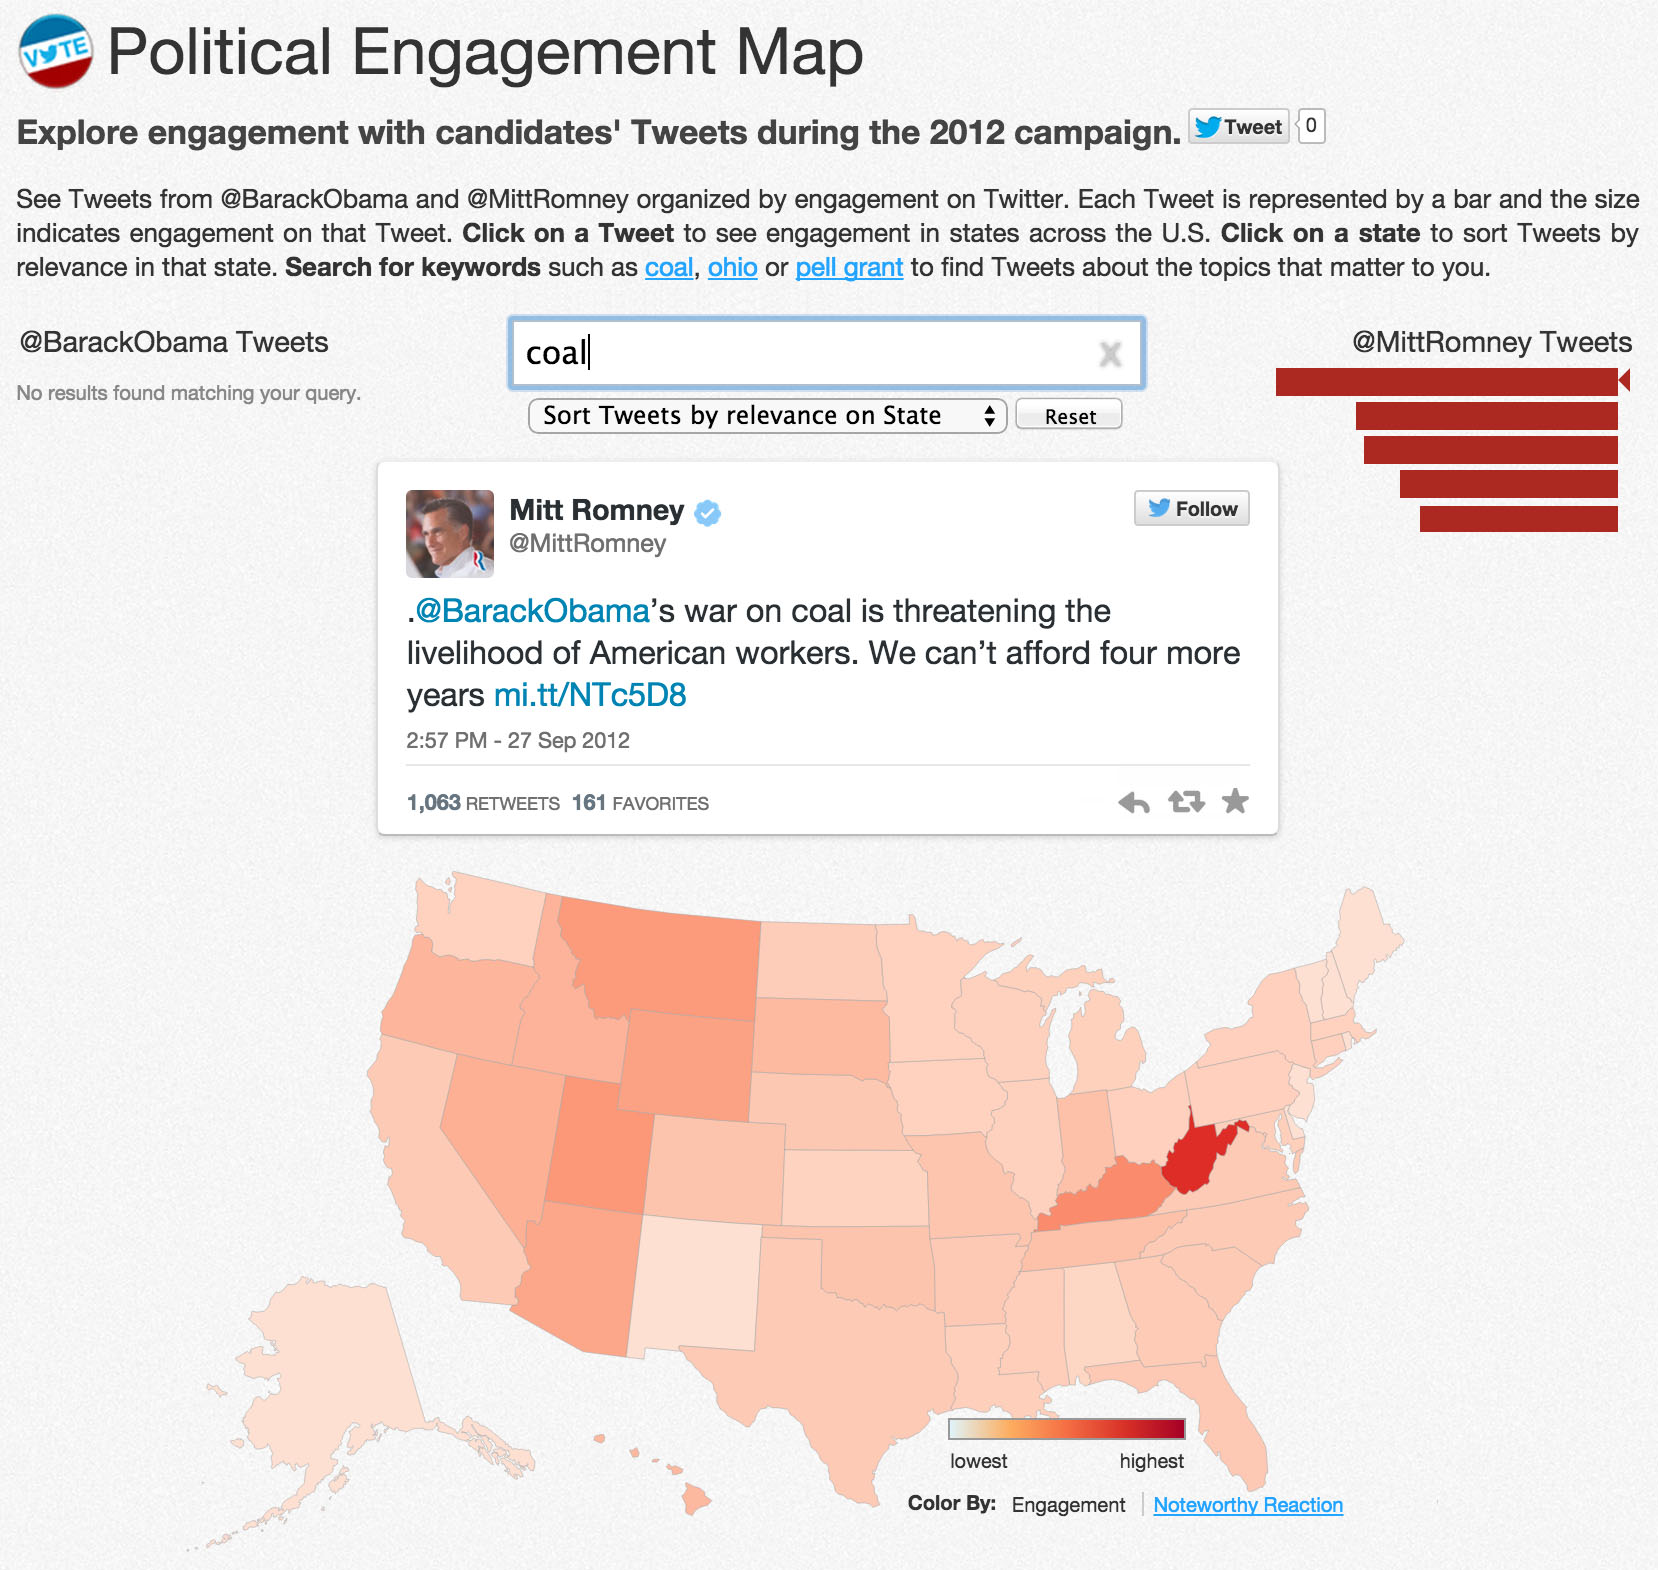 VOTE
Political Engagement Map
Explore engagement with candidates' Tweets during the 2012 campaign. Tweet 0
See Tweets from @BarackObama and @MittRomney organized by engagement on Twitter. Each Tweet is represented by a bar and the size
indicates engagement on that Tweet. Click on a Tweet to see engagement in states across the U.S. Click on a state to sort Tweets by
relevance in that state. Search for keywords such as coal, ohio or pell grant to find Tweets about the topics that matter to you.
@BarackObama Tweets
No results found matching your query.
coal x
Sort Tweets by relevance on State Reset
@MittRomney Tweets
Mitt Romney
@MittRomney
Follow
.@BarackObama’s war on coal is threatening the
livelihood of American workers. We can’t afford four more
years mi.tt/NTc5D8
2:57 PM - 27 Sep 2012
1,063 RETWEETS 161 FAVORITES
lowest highest
Color By: Engagement Noteworthy Reaction